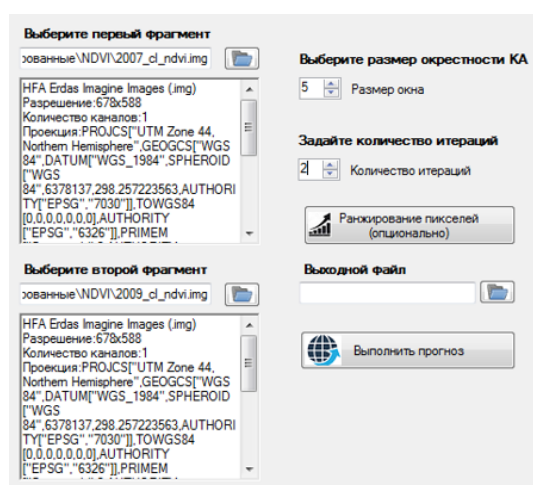 Выберите первый фрагмент
рованные\NDVI\2007_cl_ndvi.img
HFA Erdas Imagine Images (.img)
Разрешение:678x588
Количество каналов:1
Проекция:PROJCS["UTM Zone 44,
Northern Hemisphere",GEOGCS["WGS
84",DATUM["WGS_1984",SPHEROID
["WGS
84",6378137,298.257223563,AUTHORI
TY["EPSG","7030"]],TOWGS84
[0,0,0,0,0,0,0],AUTHORITY
["EPSG","6326"]],PRIMEM
Выберите второй фрагмент
рованные\NDVI\2009_cl_ndvi.img
HFA Erdas Imagine Images (.img)
Разрешение:678x588
Количество каналов:1
Проекция:PROJCS["UTM Zone 44,
Northern Hemisphere",GEOGCS["WGS
84",DATUM["WGS_1984",SPHEROID
["WGS
84",6378137,298.257223563,AUTHORI
TY["EPSG","7030"]],TOWGS84
[0,0,0,0,0,0,0],AUTHORITY
["EPSG","6326"]],PRIMEM
Выберите размер окрестности КА
5 Размер окна
Задайте количество итераций
2 Количество итераций
Ранжирование пикселей
(опционально)
Выходной файл
Выполнить прогноз